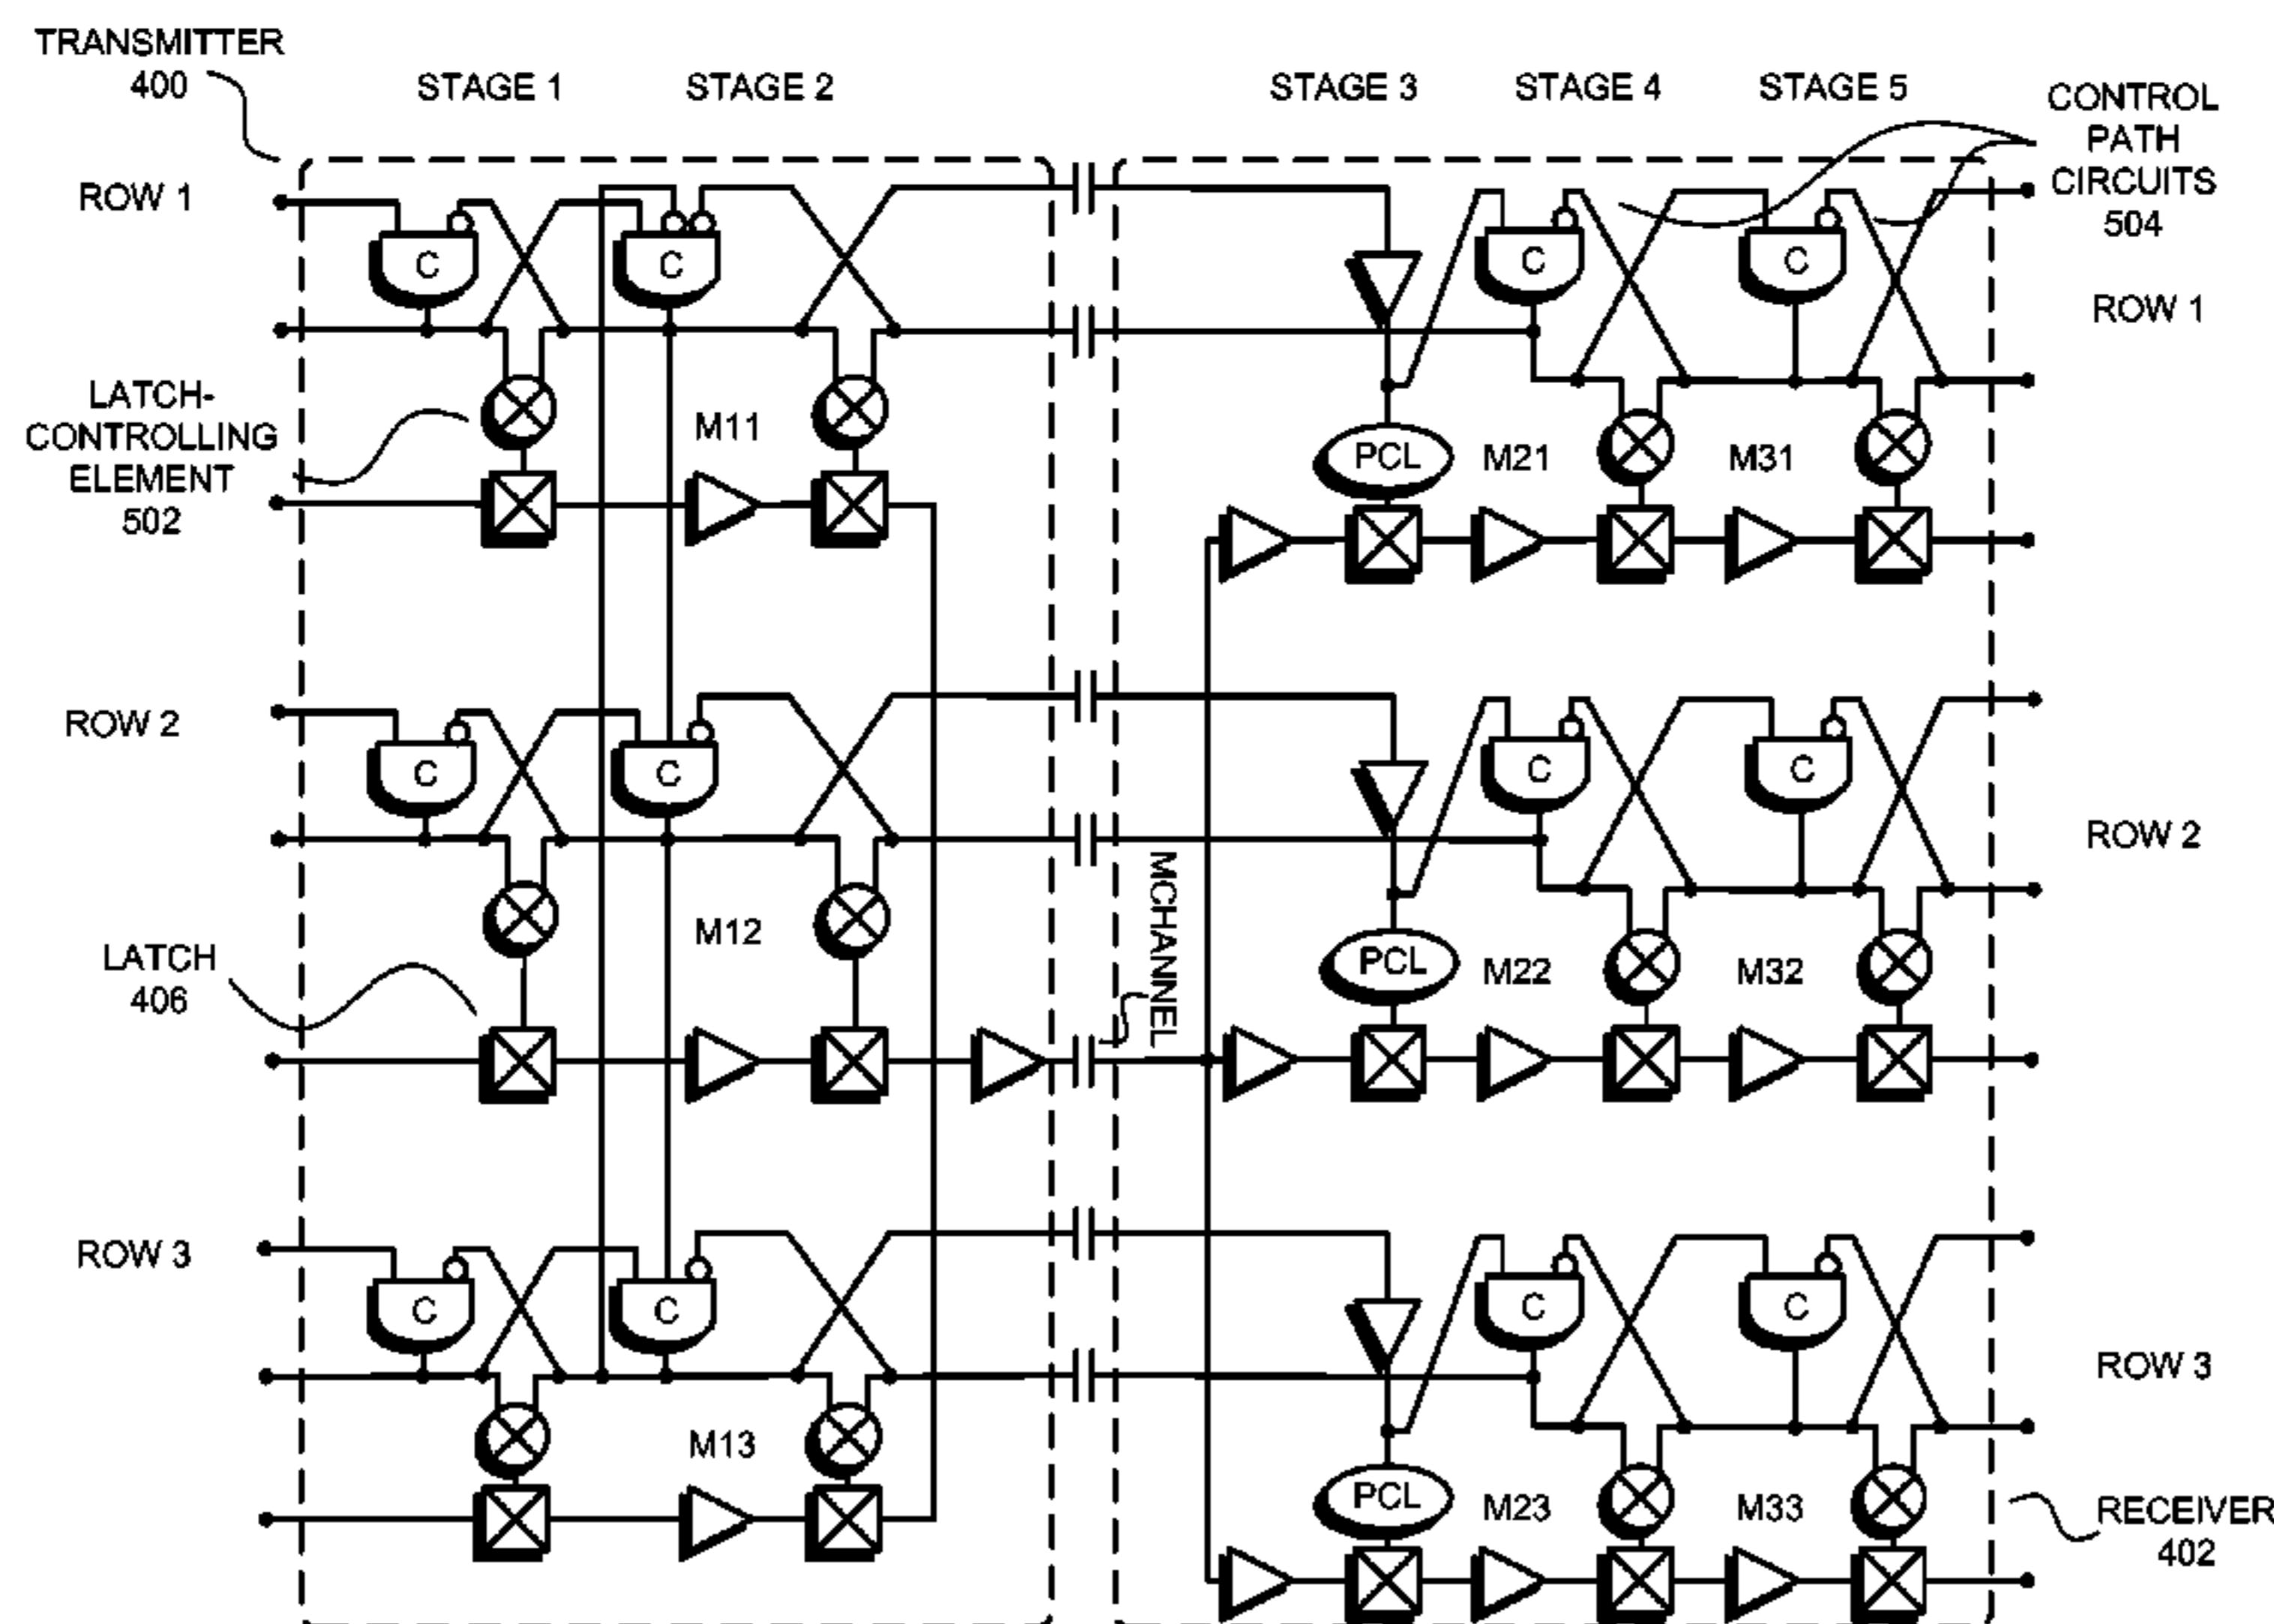 TRANSMITTER
400
STAGE 1
STAGE 2
STAGE 3
STAGE 4
STAGE 5
CONTROL
PATH
CIRCUITS
504
ROW 1
C
C
C
C
ROW 1
LATCH-
CONTROLLING
ELEMENT
502
M11
PCL
M21
M31
ROW 2
C
C
C
C
ROW 2
MCHANNEL
LATCH
406
M12
PCL
M22
M32
ROW 3
C
C
C
C
ROW 3
M13
PCL
M23
M33
RECEIVER
402